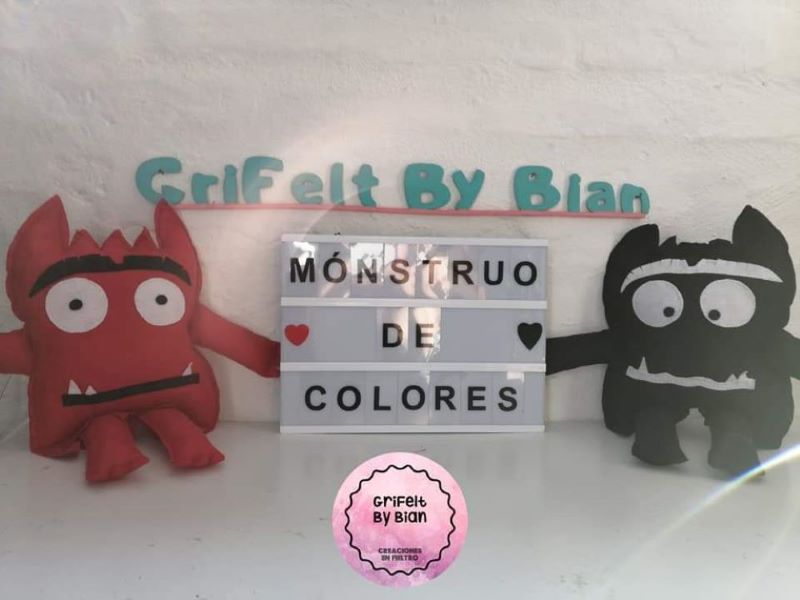 GriFelt By Bian
MÓNSTRUO
DE
COLORES
GriFelt
By Bian
CREACIONES
EN FIELTRO